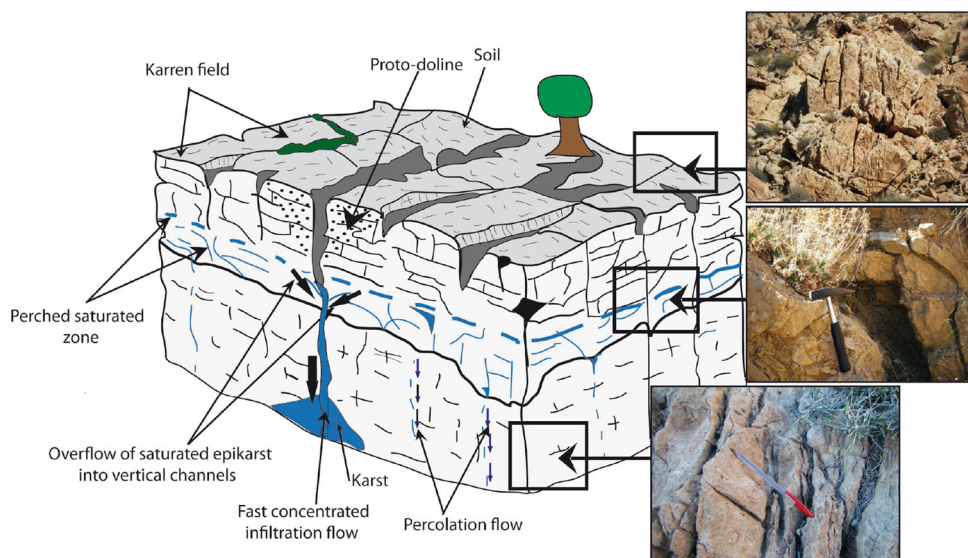 Karren field
Proto-doline
Soil
Perched saturated
zone
Overflow of saturated epikarst
into vertical channels
Karst
Fast concentrated
infiltration flow
Percolation flow